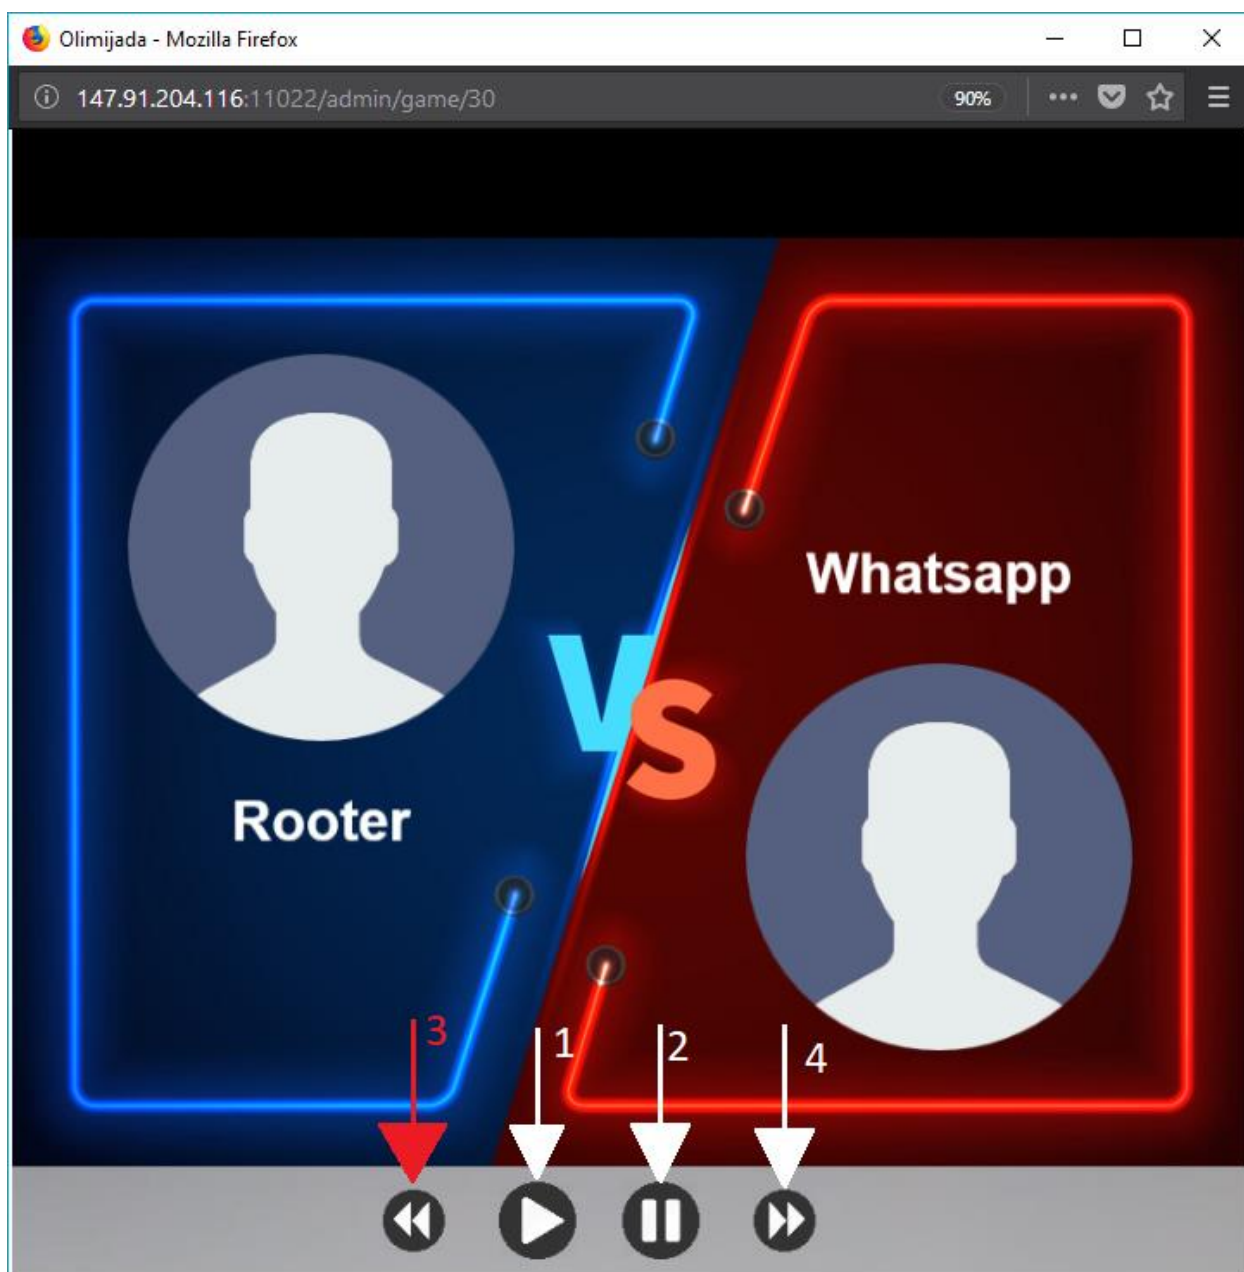 Olimijada - Mozilla Firefox
147.91.204.116:11022/admin/game/30
90%
Whatsapp
VS
Rooter
3
1
2
4